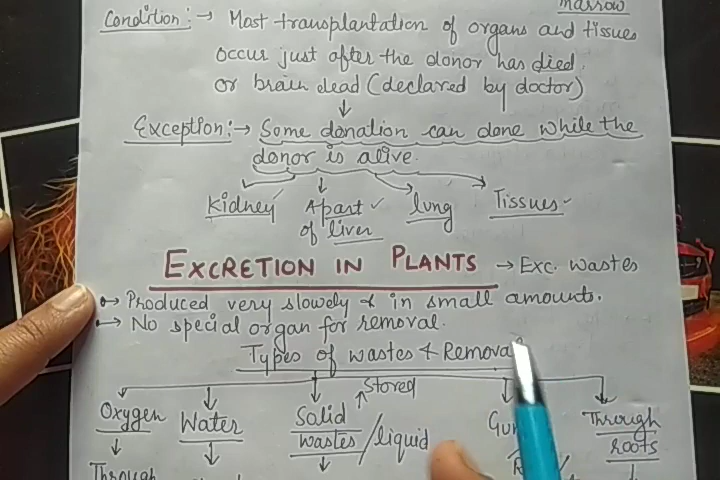 marrow
Condition:→ Most transplantation of organs and tissues
occur just after the donor has died.
or brain dead (declared by doctor)
Exception:→ Some donation can done while the
donor is alive.
Kidney Apart of liver lung Tissues
EXCRETION IN PLANTS → Exc. wastes
→ Produced very slowely & in small amounts.
→ No special organ for removal.
Types of wastes & Remova
Stored
Oxygen Water Solid wastes/liquid Through roots
Through